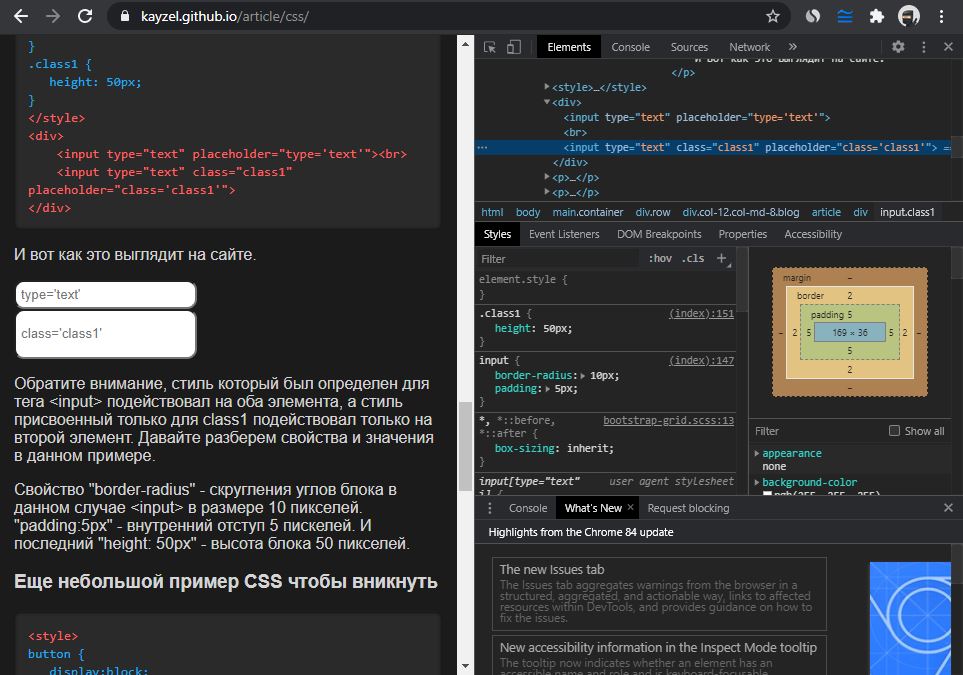 kayzel.github.io/article/css/
}
.class1 {
height: 50px;
}
</style>
<div>
<input type="text" placeholder="type='text'"><br>
<input type="text" class="class1"
placeholder="class='class1'">
</div>
И вот как это выглядит на сайте.
type='text'
class='class1'
Обратите внимание, стиль который был определен для
тега <input> подействовал на оба элемента, а стиль
присвоенный только для class1 подействовал только на
второй элемент. Давайте разберем свойства и значения
в данном примере.
Свойство "border-radius" - скругления углов блока в
данном случае <input> в размере 10 пикселей.
"padding:5px" - внутренний отступ 5 пискелей. И
последний "height: 50px" - высота блока 50 пикселей.
Еще небольшой пример CSS чтобы вникнуть
<style>
button {
display:block;
Elements Console Sources Network »
И вот как это выглядит на сайте.
</p>
<style>…</style>
<div>
<input type="text" placeholder="type='text'">
<br>
<input type="text" class="class1" placeholder="class='class1'"> ==
</div>
<p>…</p>
<p>…</p>
html body main.container div.row div.col-12.col-md-8.blog article div input.class1
Styles Event Listeners DOM Breakpoints Properties Accessibility
Filter :hov .cls +
element.style {
}
.class1 { (index):151
height: 50px;
}
input { (index):147
border-radius: 10px;
padding: 5px;
}
*, *::before, bootstrap-grid.scss:13
*::after {
box-sizing: inherit;
}
input[type="text" user agent stylesheet
i] {
margin –
border 2
padding 5
– 2 5 169 × 36 5 2 –
5
2
–
Filter Show all
appearance
none
background-color
rgb(255, 255, 255)
Console What's New × Request blocking
Highlights from the Chrome 84 update
The new Issues tab
The Issues tab aggregates warnings from the browser in a
structured, aggregated, and actionable way, links to affected
resources within DevTools, and provides guidance on how to
fix the issues.
New accessibility information in the Inspect Mode tooltip
The tooltip now indicates whether an element has an
accessible name and role and is keyboard-focusable